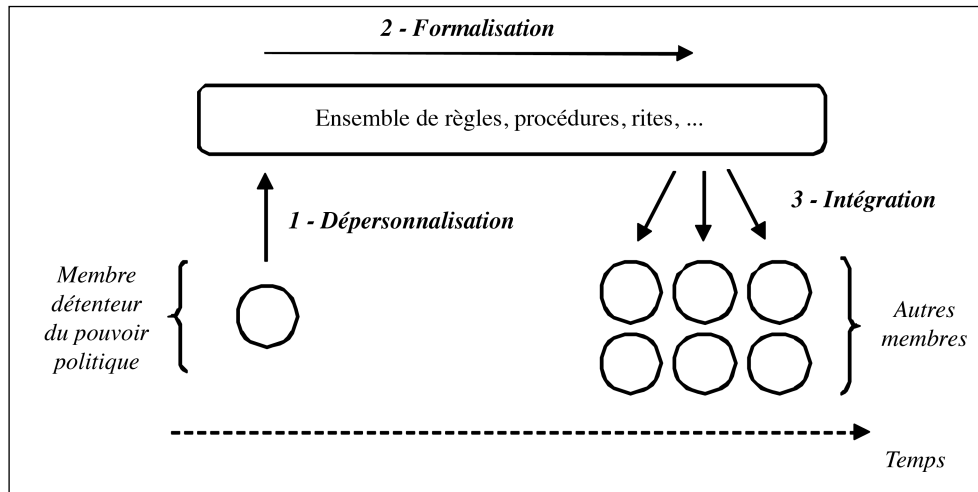 2 - Formalisation
Ensemble de règles, procédures, rites, ...
1 - Dépersonnalisation
3 - Intégration
Membre
détenteur
du pouvoir
politique
Autres
membres
Temps